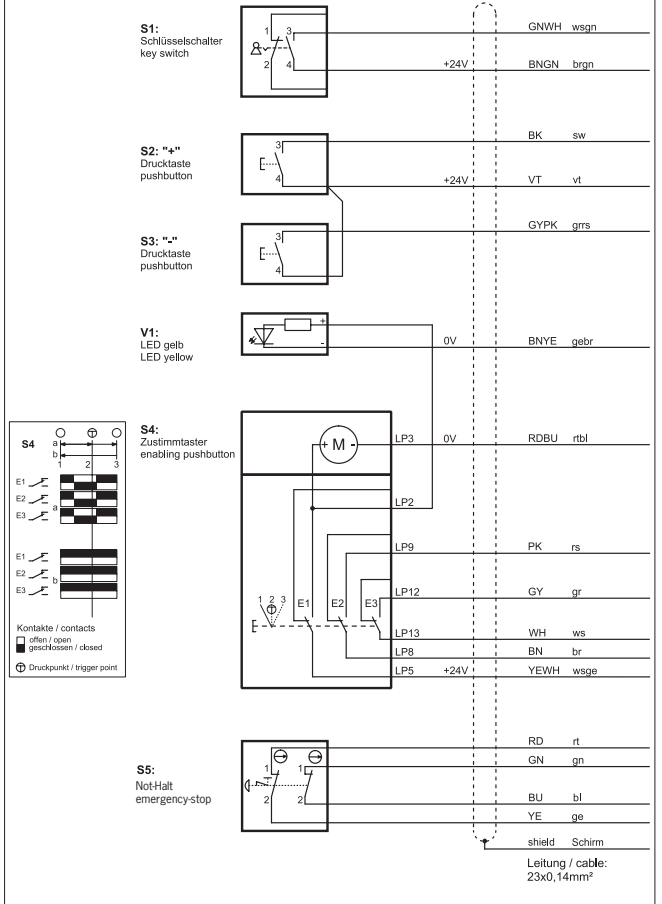 S1:
Schlüsselschalter
key switch
1 3
2 4
GNWH wsgn
+24V BNGN brgn
S2: "+"
Drucktaste
pushbutton
3
4
BK sw
+24V VT vt
S3: "-"
Drucktaste
pushbutton
3
4
GYPK grrs
V1:
LED gelb
LED yellow
+
-
0V BNYE gebr
S4:
Zustimmtaster
enabling pushbutton
+ M -
LP3 0V RDBU rtbl
LP2
LP9 PK rs
LP12 GY gr
1 2 3
E1 E2 E3
LP13 WH ws
LP8 BN br
LP5 +24V YEWH wsge
S4
a
b
1 2 3
E1
E2
a
E3
E1
E2
b
E3
Kontakte / contacts
offen / open
geschlossen / closed
Druckpunkt / trigger point
S5:
Not-Halt
emergency-stop
1 1
2 2
RD rt
GN gn
BU bl
YE ge
shield Schirm
Leitung / cable:
23x0,14mm²